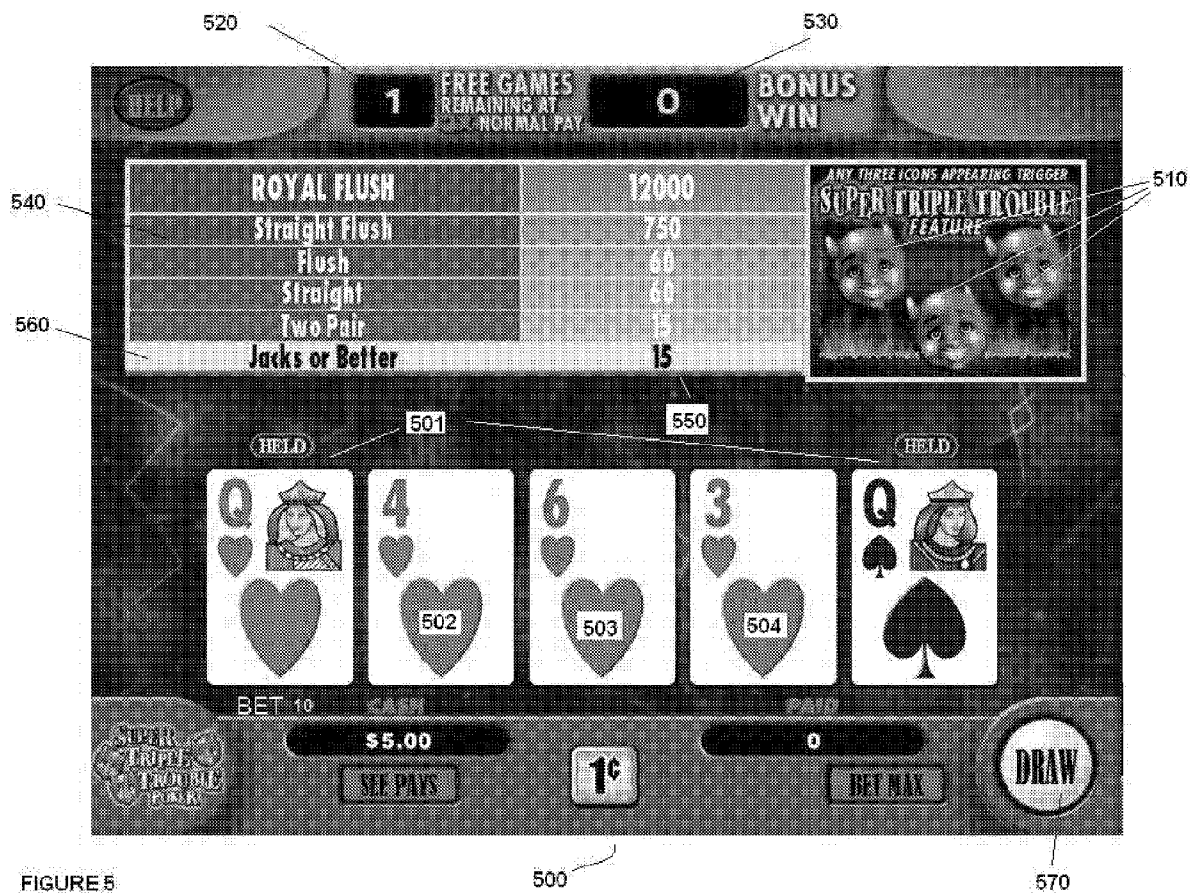 520
530
HELP
1
FREE GAMES
REMAINING AT
NORMAL PAY
0
BONUS
WIN
540
ROYAL FLUSH 12000
Straight Flush 750
Flush 60
Straight 60
Two Pair 15
Jacks or Better 15
ANY THREE ICONS APPEARING TRIGGER
SUPER TRIPLE TROUBLE
FEATURE
510
560
550
501
HELD
HELD
Q
4
6
3
Q
502
503
504
BET 10
CASH
PAID
$5.00
0
SUPER
TRIPLE
TROUBLE
POKER
SEE PAYS
1¢
BET MAX
DRAW
FIGURE 5
500
570